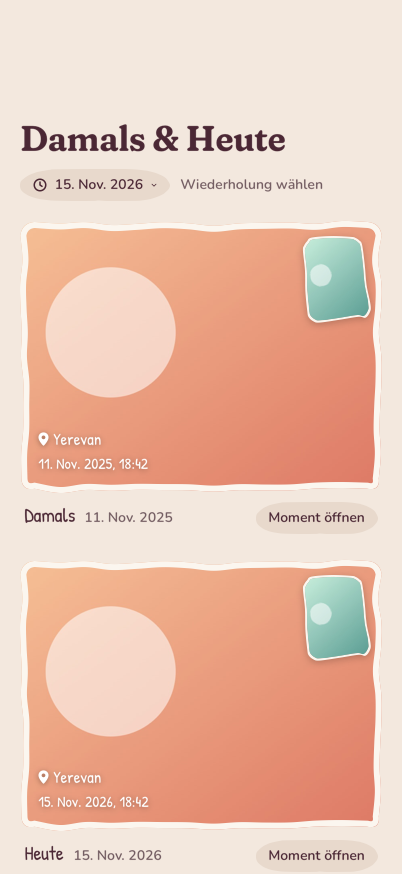 Damals & Heute
15. Nov. 2026 Wiederholung wählen
Yerevan
11. Nov. 2025, 18:42
Damals 11. Nov. 2025 Moment öffnen
Yerevan
15. Nov. 2026, 18:42
Heute 15. Nov. 2026 Moment öffnen